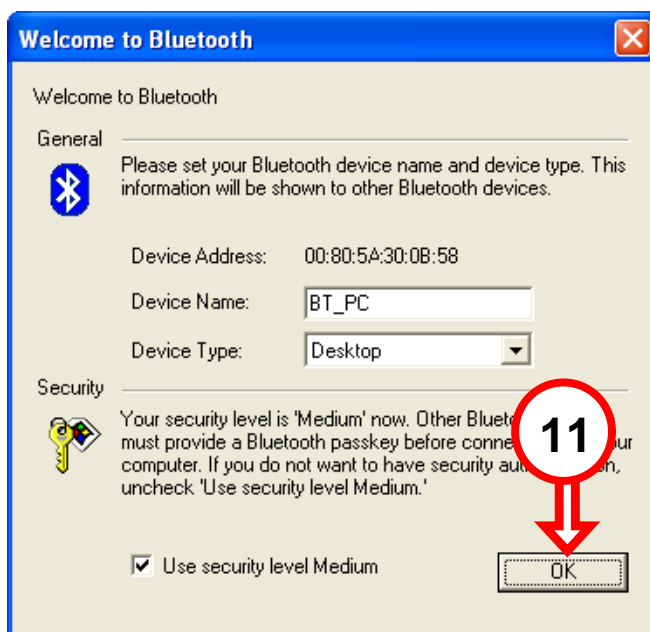 Welcome to Bluetooth
Welcome to Bluetooth
General
Please set your Bluetooth device name and device type. This
information will be shown to other Bluetooth devices.
Device Address: 00:80:5A:30:0B:58
Device Name: BT_PC
Device Type: Desktop
Security
Your security level is 'Medium' now. Other
must provide a Bluetooth passkey before
computer. If you do not want to have security
uncheck 'Use security level Medium.'
11
Use security level Medium OK